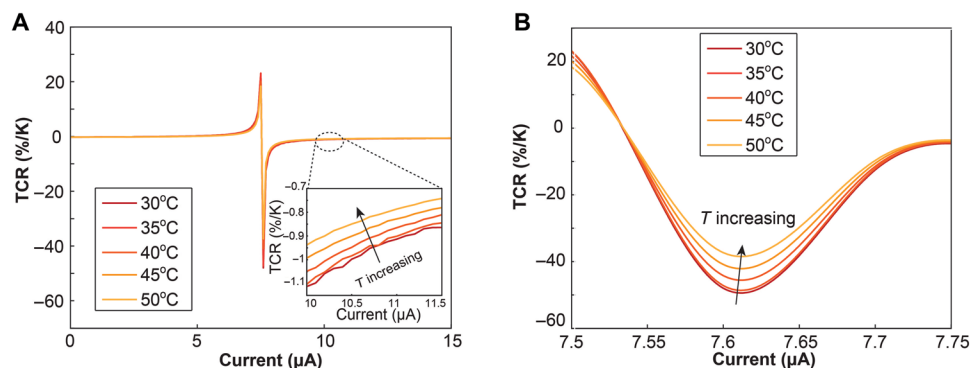 A
40
20
0
–20
–40
–60
TCR (%/K)
30°C
35°C
40°C
45°C
50°C
–0.7
–0.8
–0.9
–1
–1.1
TCR (%/K)
T increasing
10
10.5
11
11.5
Current (μA)
0
5
10
15
Current (μA)
B
20
0
–20
–40
–60
TCR (%/K)
30°C
35°C
40°C
45°C
50°C
T increasing
7.5
7.55
7.6
7.65
7.7
7.75
Current (μA)